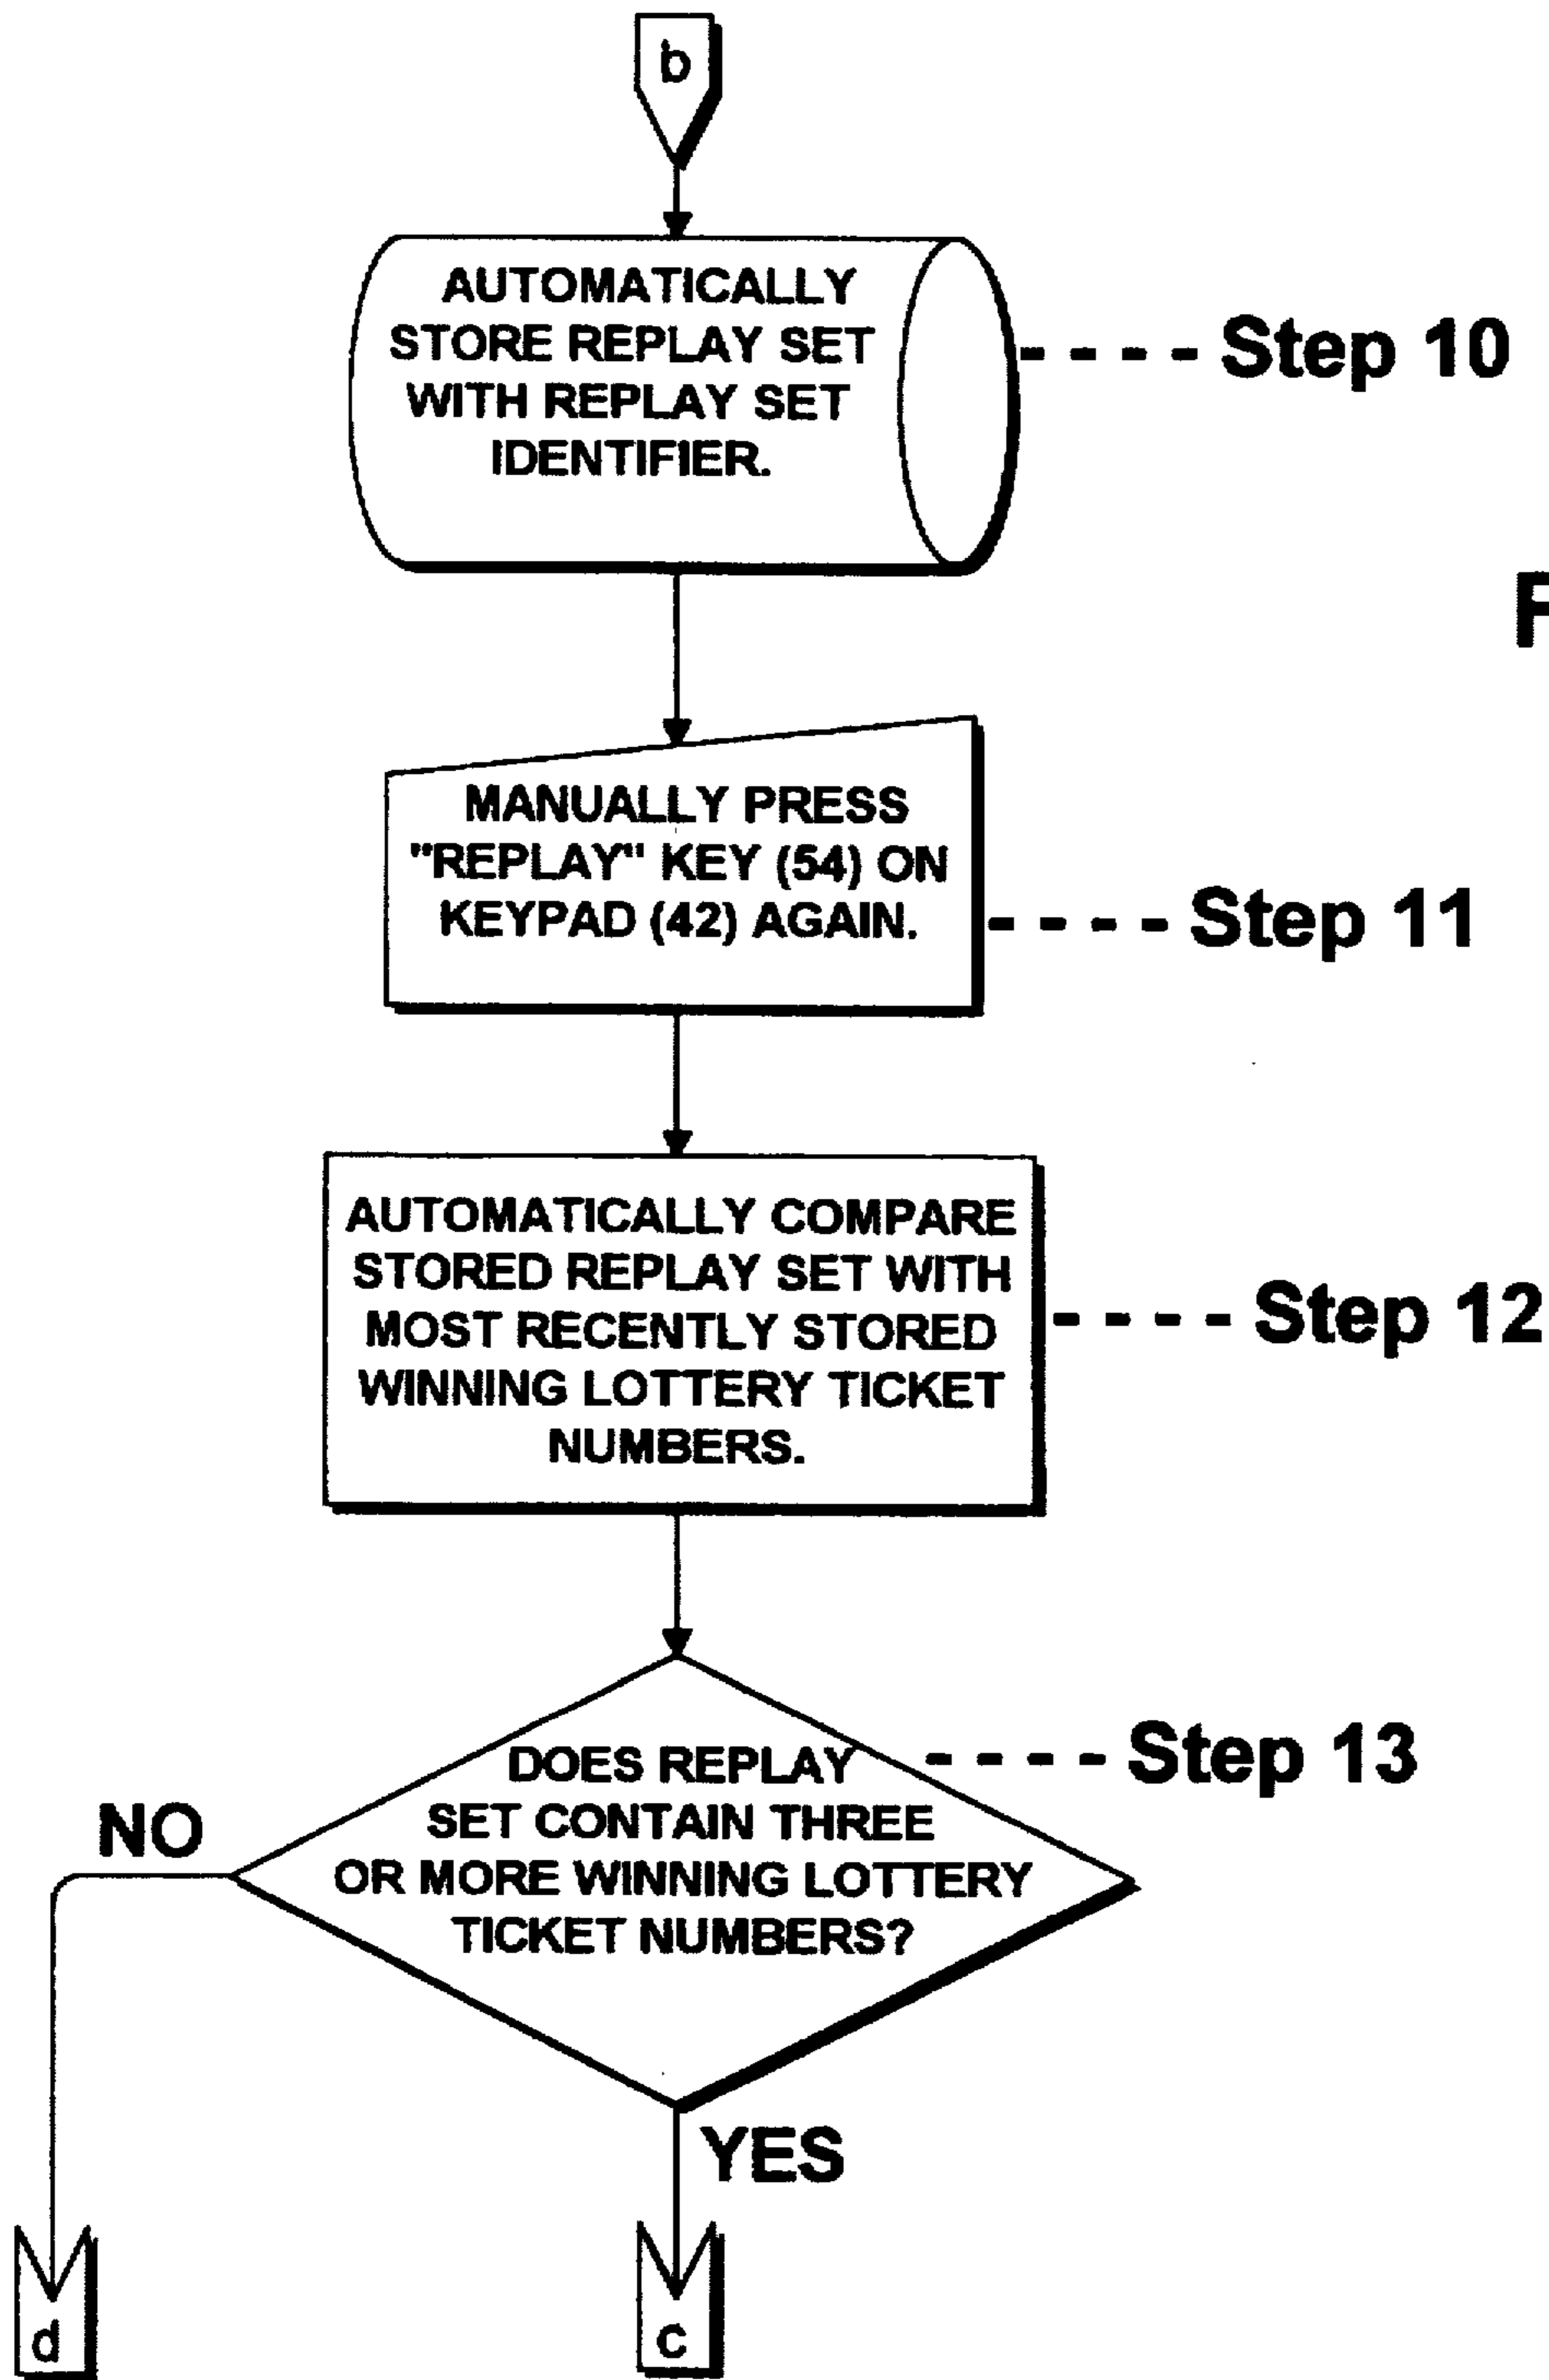 b
AUTOMATICALLY
STORE REPLAY SET
WITH REPLAY SET
IDENTIFIER.
Step 10
F
MANUALLY PRESS
"REPLAY" KEY (54) ON
KEYPAD (42) AGAIN.
Step 11
AUTOMATICALLY COMPARE
STORED REPLAY SET WITH
MOST RECENTLY STORED
WINNING LOTTERY TICKET
NUMBERS.
Step 12
DOES REPLAY
SET CONTAIN THREE
OR MORE WINNING LOTTERY
TICKET NUMBERS?
Step 13
NO
YES
d
c